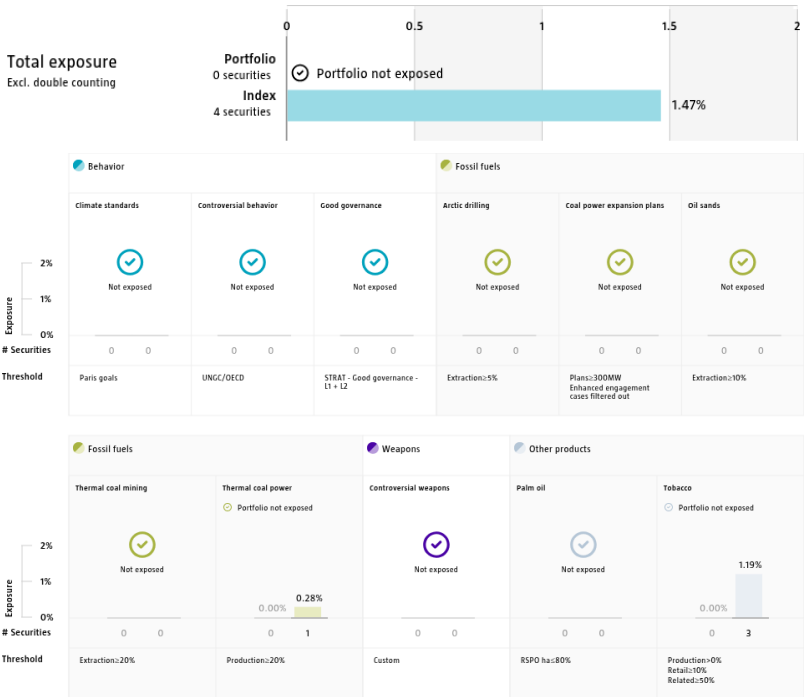 0 0.5 1 1.5 2
Total exposure
Excl. double counting
Portfolio
0 securities
Portfolio not exposed
Index
4 securities
1.47%
Behavior
Fossil fuels
Climate standards
Controversial behavior
Good governance
Arctic drilling
Coal power expansion plans
Oil sands
Not exposed
Not exposed
Not exposed
Not exposed
Not exposed
Not exposed
Exposure
2%
1%
0%
# Securities
0 0
0 0
0 0
0 0
0 0
0 0
Threshold
Paris goals
UNGC/OECD
STRAT - Good governance -
L1 + L2
Extraction≥5%
Plans≥300MW
Enhanced engagement
cases filtered out
Extraction≥10%
Fossil fuels
Weapons
Other products
Thermal coal mining
Thermal coal power
Controversial weapons
Palm oil
Tobacco
Portfolio not exposed
Portfolio not exposed
Not exposed
Not exposed
Not exposed
Exposure
2%
1%
0%
0.00%
0.28%
0.00%
1.19%
# Securities
0 0
0 1
0 0
0 0
0 3
Threshold
Extraction≥20%
Production≥20%
Custom
RSPO ha≤80%
Production>0%
Retail≥10%
Related≥50%